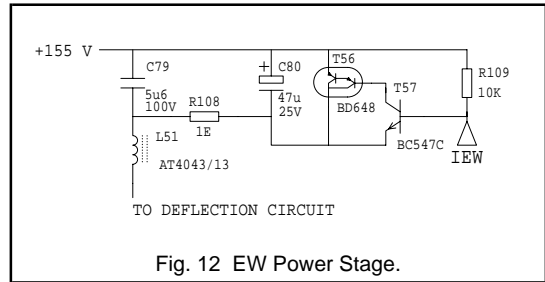 +155 V
C79
5u6
100V
R108
1E
L51
AT4043/13
+
C80
47u
25V
T56
BD648
T57
BC547C
R109
10K
IEW
TO DEFLECTION CIRCUIT
Fig. 12 EW Power Stage.